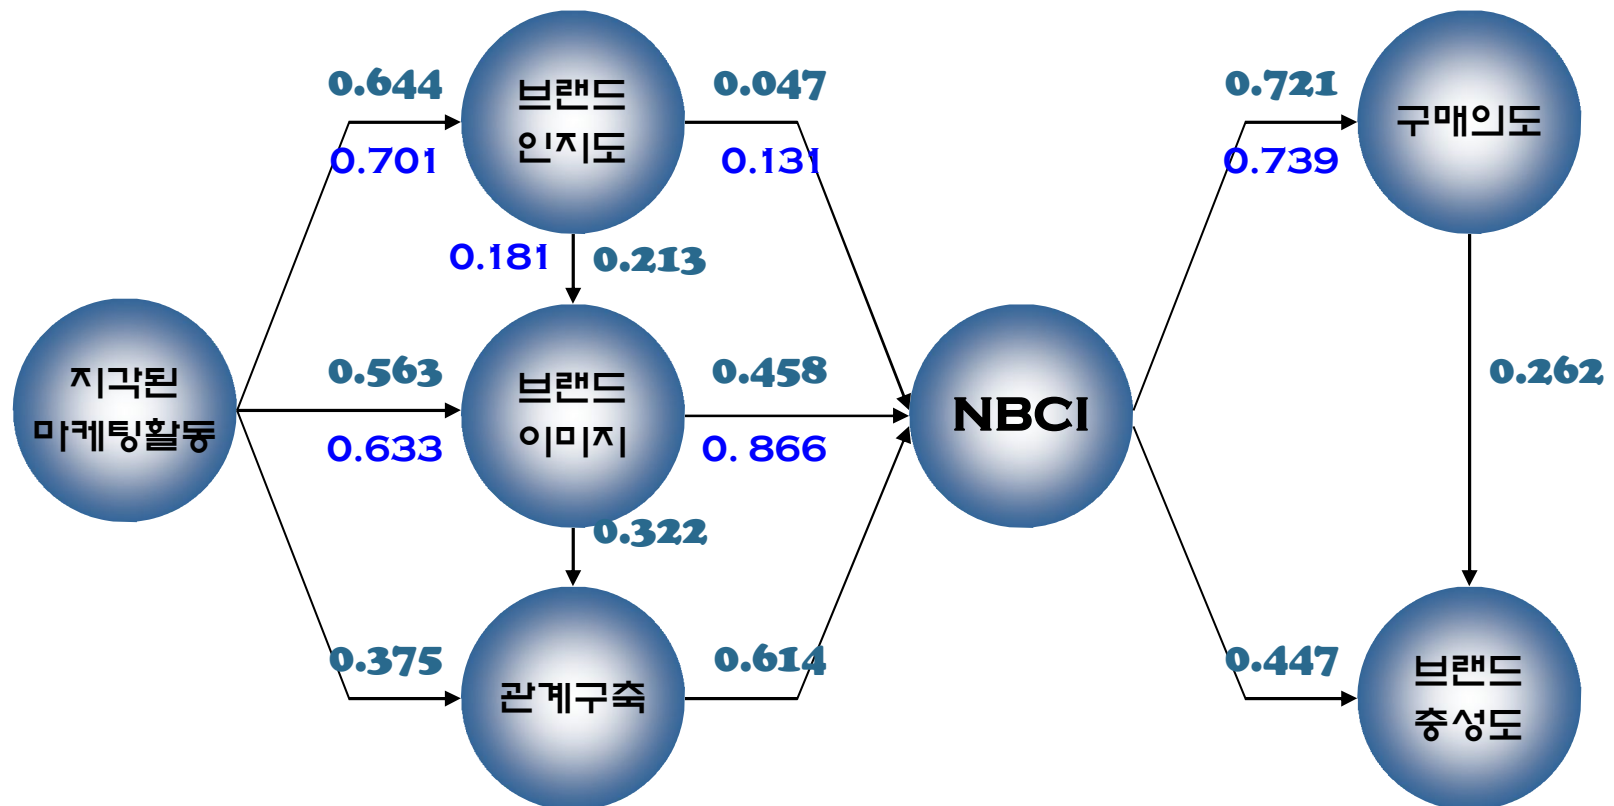 0.644
브랜드
인지도
0.047
0.721
구매의도
0.701
0.131
0.739
0.181
0.213
지각된
마케팅활동
0.563
브랜드
이미지
0.458
NBCI
0.262
0.633
0. 866
0.322
0.375
관계구축
0.614
0.447
브랜드
충성도